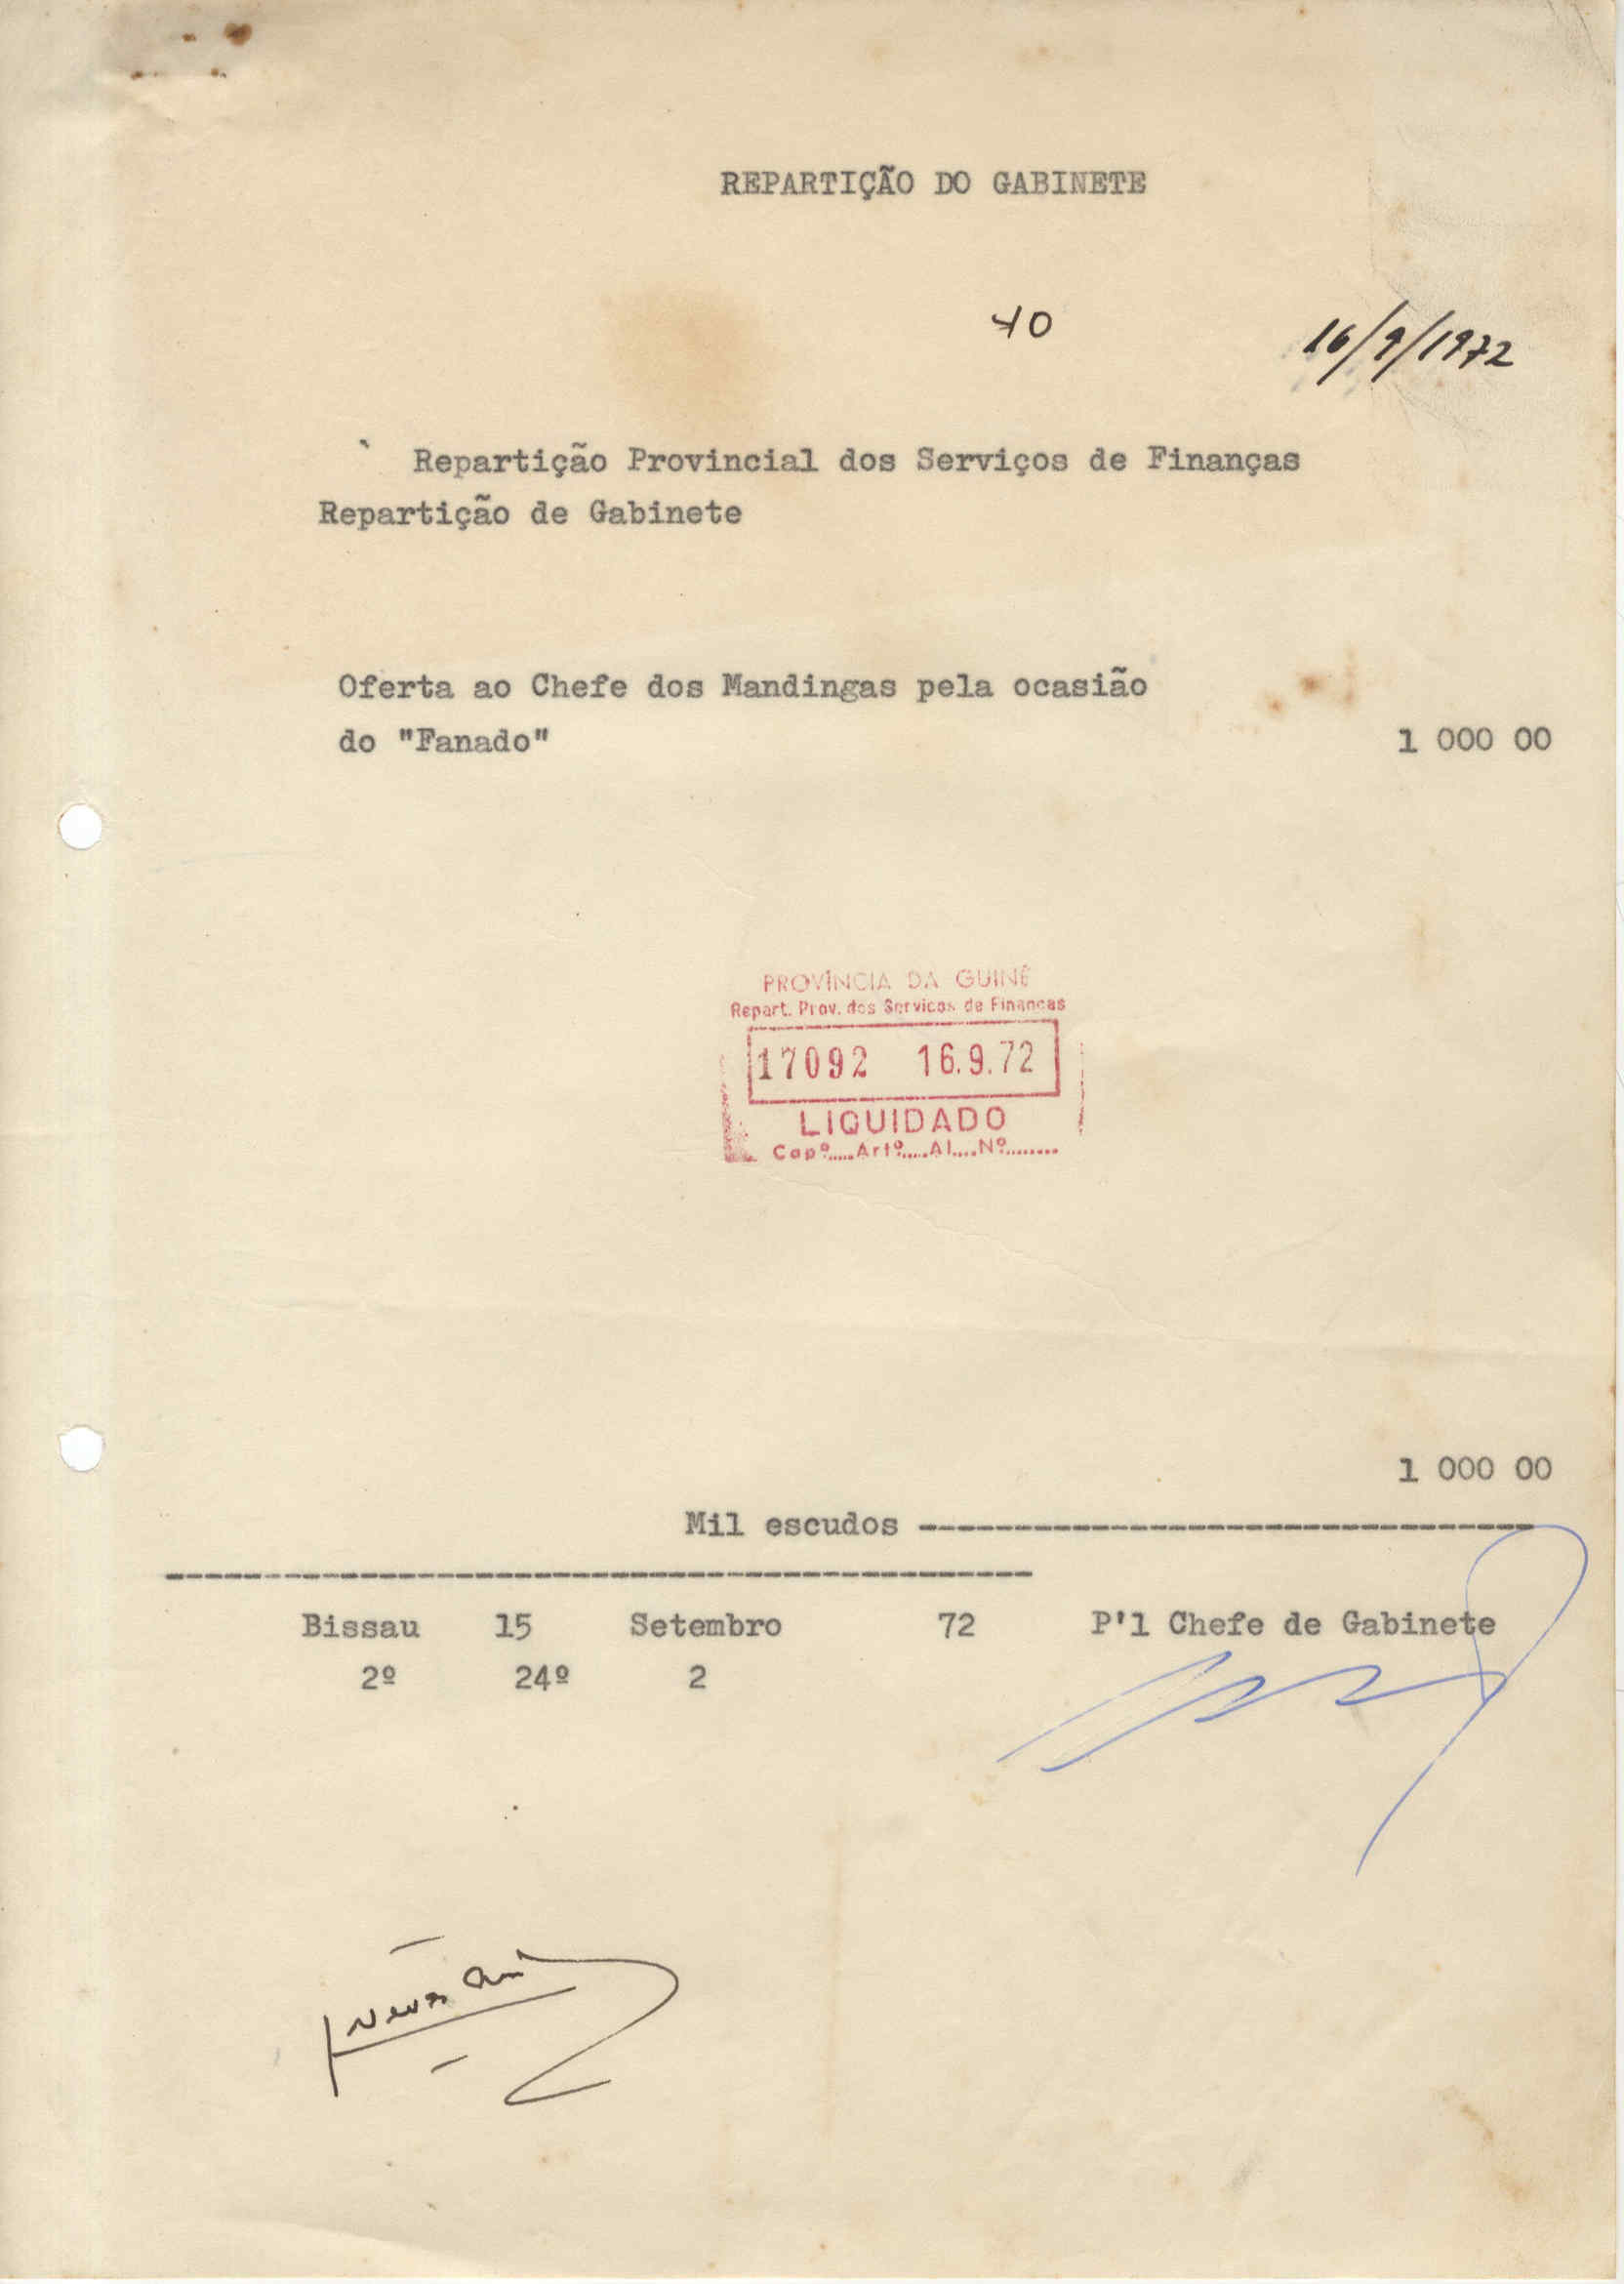 REPARTIÇÃO DO GABINETE
70
16/9/1972
Repartição Provincial dos Serviços de Finanças
Repartição de Gabinete
Oferta ao Chefe dos Mandingas pela ocasião
do "Fanado" 1 000 00
PROVÍNCIA DA GUINÉ
Repart. Prov. dos Serviços de Finanças
17092 16.9.72
LIQUIDADO
Capº.....Artº.....Al....Nº........
1 000 00
Mil escudos --------------------------------
---------------------------------------------
Bissau 15 Setembro 72 P'l Chefe de Gabinete
2º 24º 2